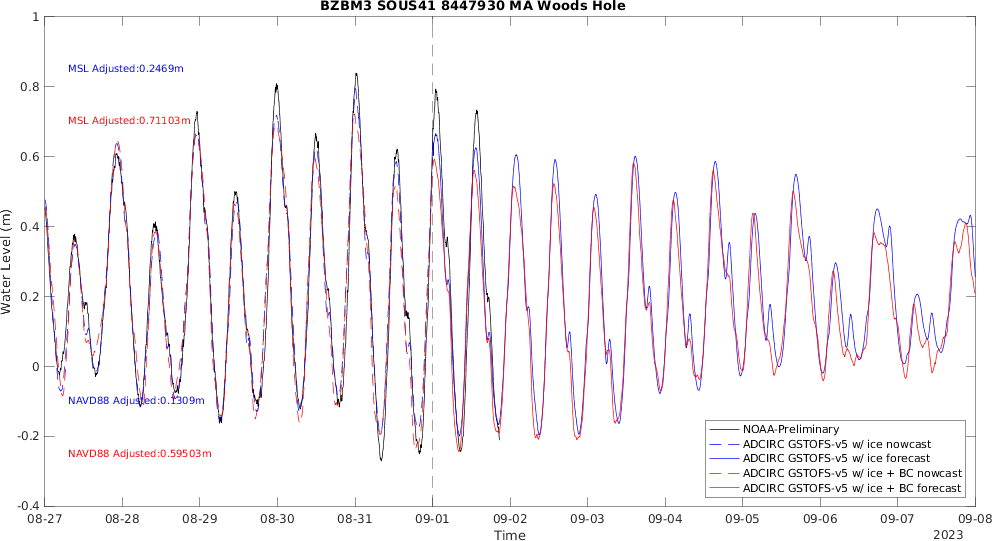 BZBM3 SOUS41 8447930 MA Woods Hole
1
0.8
0.6
0.4
0.2
0
-0.2
-0.4
Water Level (m)
MSL Adjusted:0.2469m
MSL Adjusted:0.71103m
NAVD88 Adjusted:0.1309m
NAVD88 Adjusted:0.59503m
NOAA-Preliminary
ADCIRC GSTOFS-v5 w/ ice nowcast
ADCIRC GSTOFS-v5 w/ ice forecast
ADCIRC GSTOFS-v5 w/ ice + BC nowcast
ADCIRC GSTOFS-v5 w/ ice + BC forecast
08-27 08-28 08-29 08-30 08-31 09-01 09-02 09-03 09-04 09-05 09-06 09-07 09-08
Time
2023